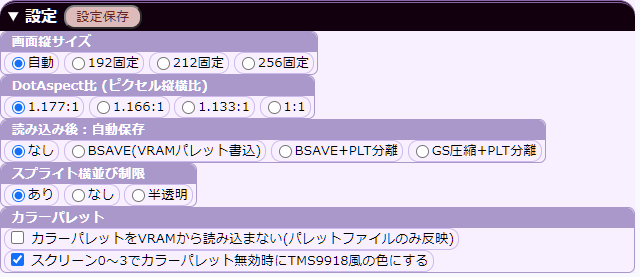 ▼ 設定 設定保存
画面縦サイズ
自動 192固定 212固定 256固定
DotAspect比 (ピクセル縦横比)
1.177:1 1.166:1 1.133:1 1:1
読み込み後：自動保存
なし BSAVE(VRAMパレット書込) BSAVE+PLT分離 GS圧縮+PLT分離
スプライト横並び制限
あり なし 半透明
カラーパレット
カラーパレットをVRAMから読み込まない(パレットファイルのみ反映)
スクリーン0～3でカラーパレット無効時にTMS9918風の色にする